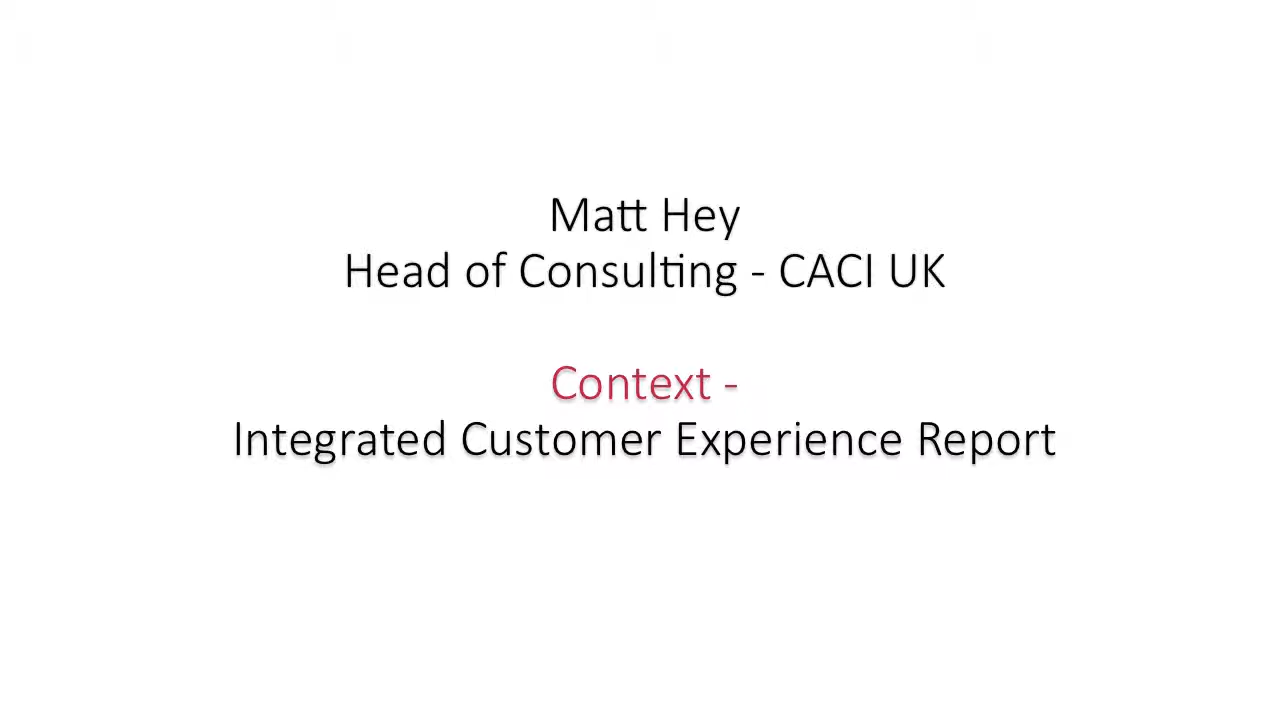 Matt Hey
Head of Consulting - CACI UK
Context -
Integrated Customer Experience Report